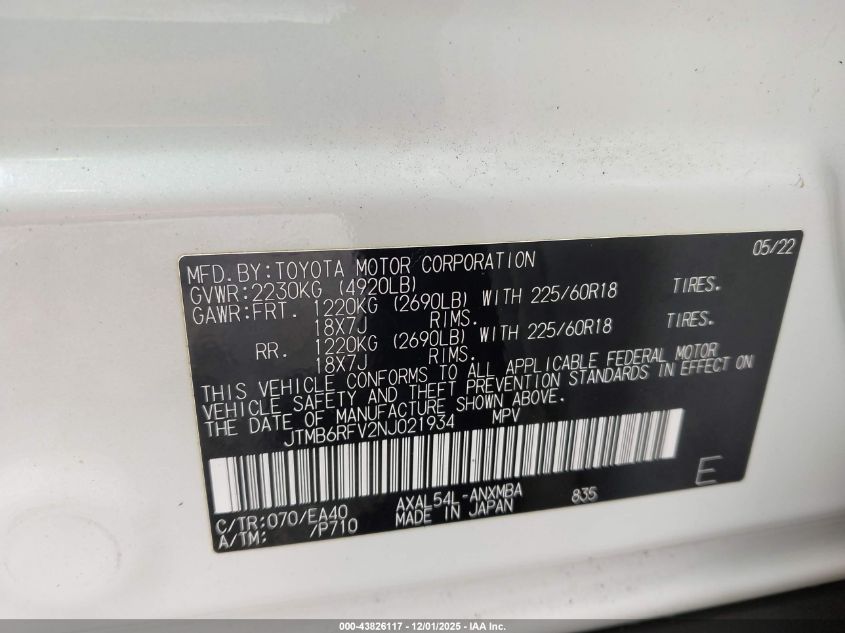 05/22
MFD.BY:TOYOTA MOTOR CORPORATION
GVWR:2230KG (4920LB)
GAWR:FRT. 1220KG (2690LB) WITH 225/60R18 TIRES.
18X7J RIMS.
RR. 1220KG (2690LB) WITH 225/60R18 TIRES.
18X7J RIMS.
THIS VEHICLE CONFORMS TO ALL APPLICABLE FEDERAL MOTOR
VEHICLE SAFETY AND THEFT PREVENTION STANDARDS IN EFFECT ON
THE DATE OF MANUFACTURE SHOWN ABOVE.
JTMB6RFV2NJ021934 MPV
C/TR:070/EA40 AXAL54L-ANXMBA 835 E
A/TM: /P710 MADE IN JAPAN
000-43826117 - 12/01/2025 - IAA Inc.